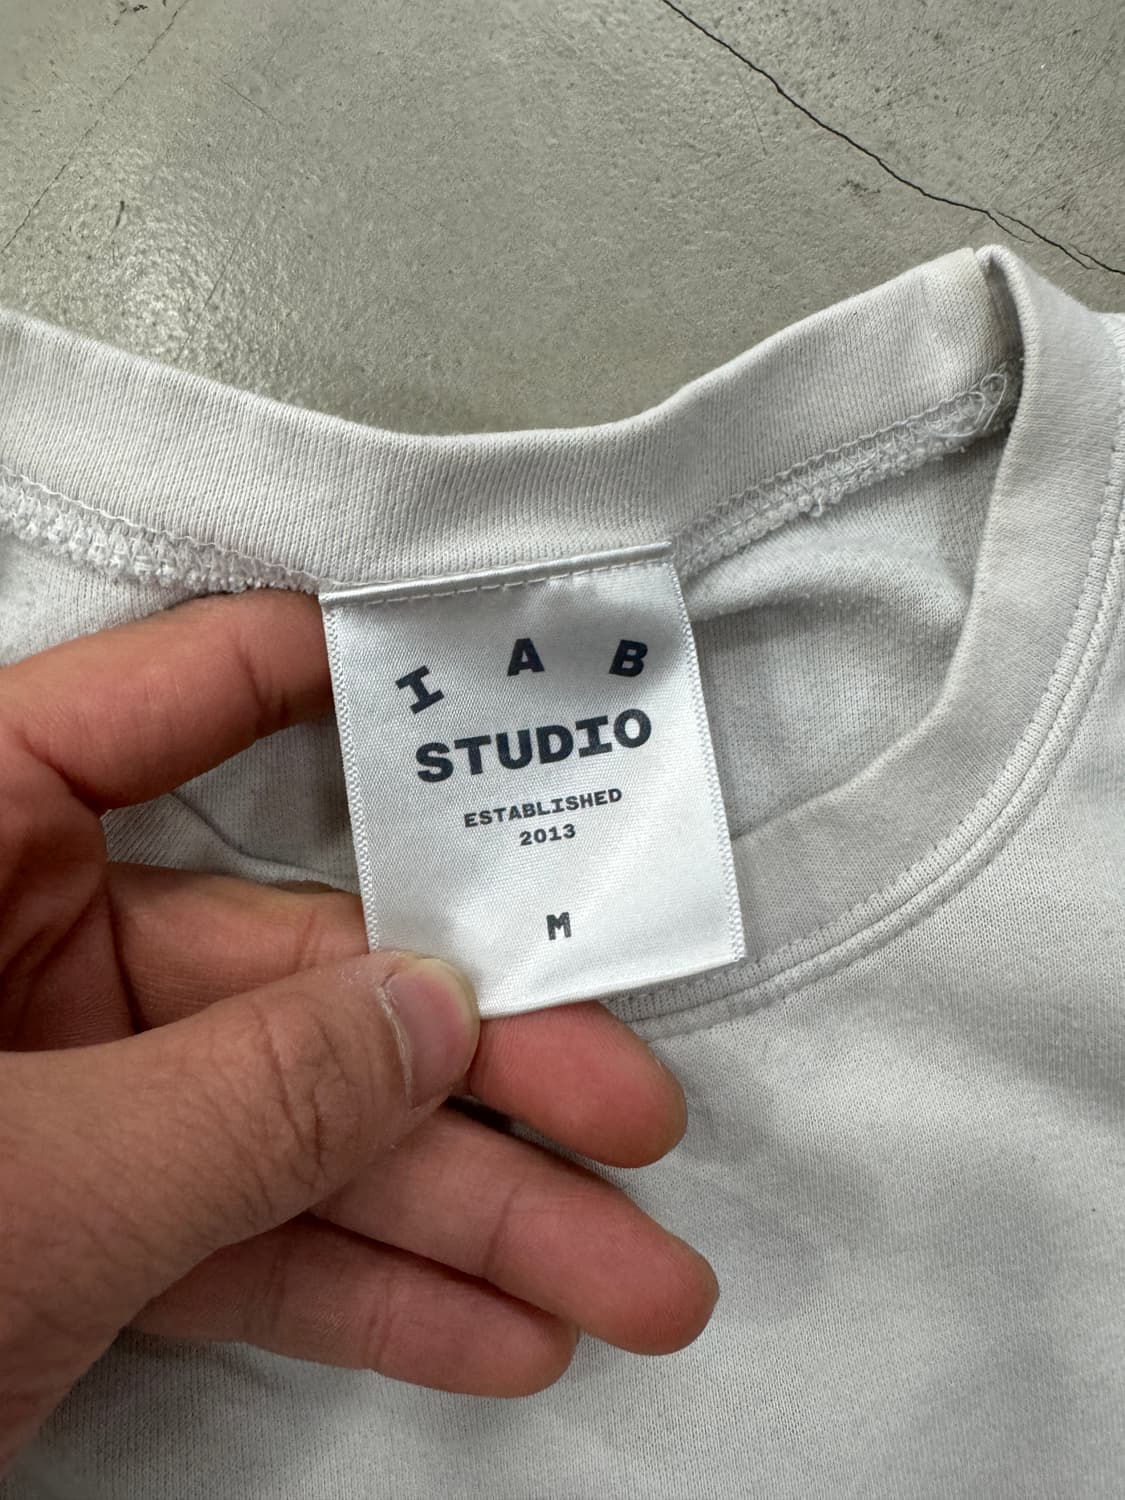 I A B
STUDIO
ESTABLISHED
2013
M